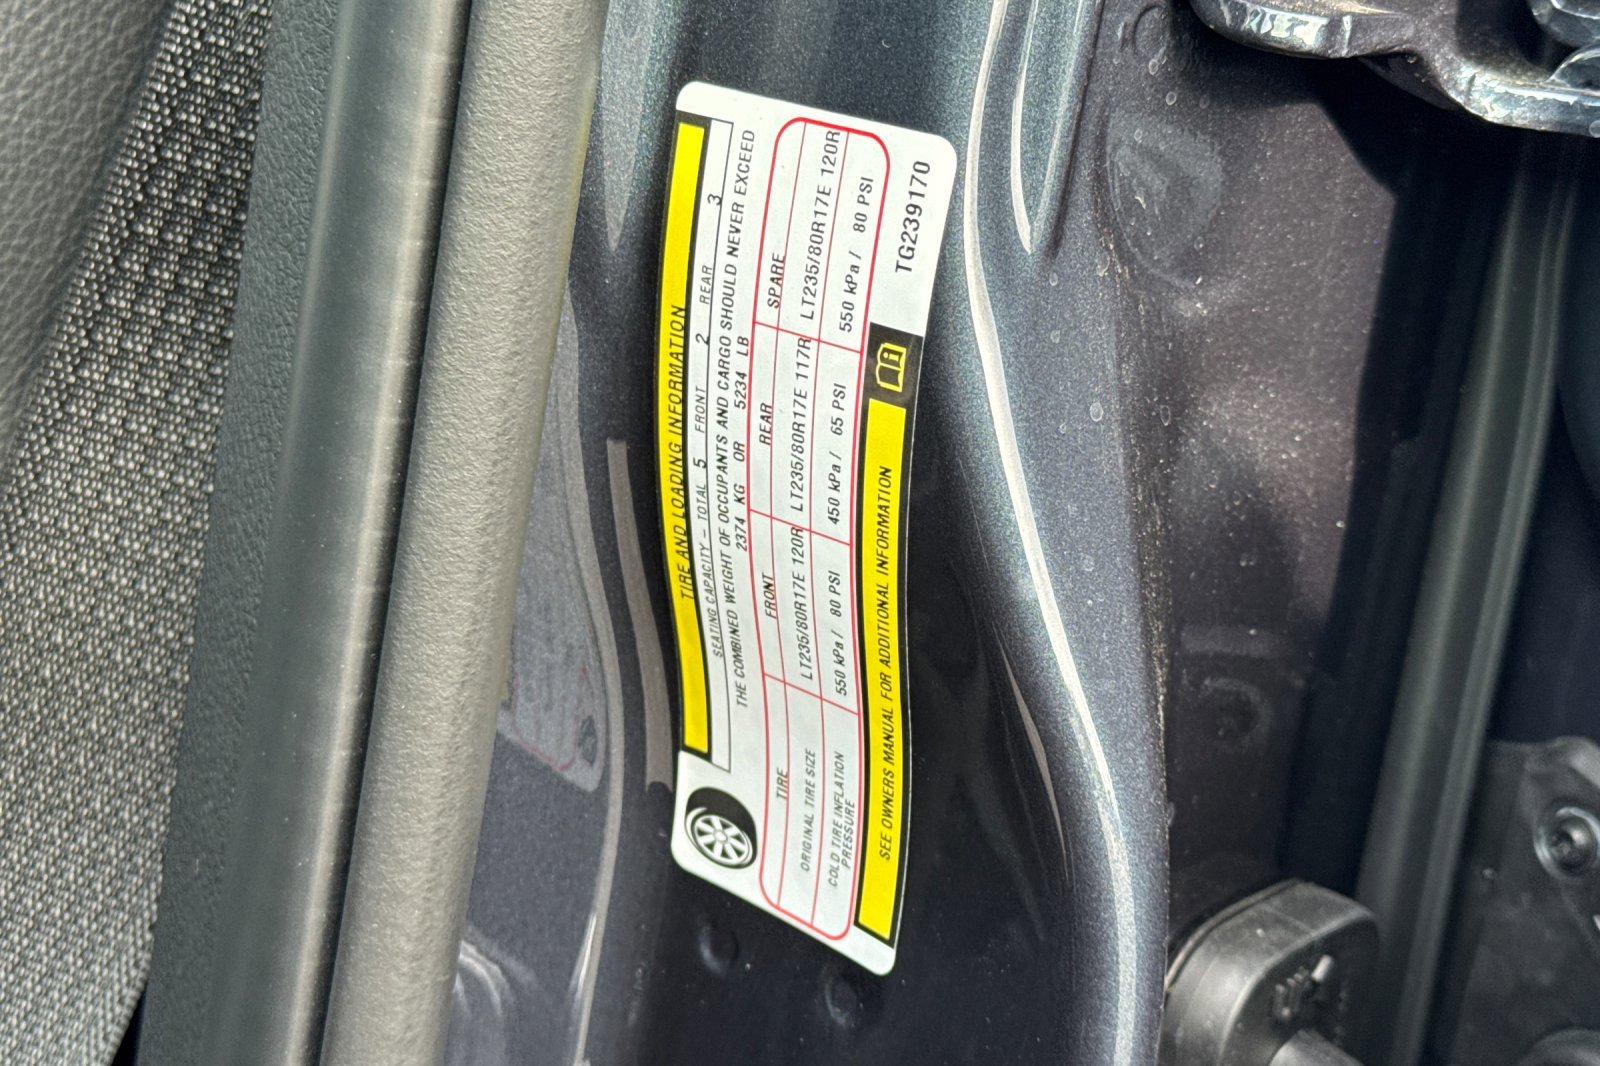 TIRE AND LOADING INFORMATION
SEATING CAPACITY – TOTAL 5 FRONT 2 REAR 3
THE COMBINED WEIGHT OF OCCUPANTS AND CARGO SHOULD NEVER EXCEED
2374 KG OR 5234 LB
TIRE FRONT REAR SPARE
ORIGINAL TIRE SIZE LT235/80R17E 120R LT235/80R17E 117R LT235/80R17E 120R
COLD TIRE INFLATION PRESSURE 550 kPa / 80 PSI 450 kPa / 65 PSI 550 kPa / 80 PSI
SEE OWNERS MANUAL FOR ADDITIONAL INFORMATION
TG239170